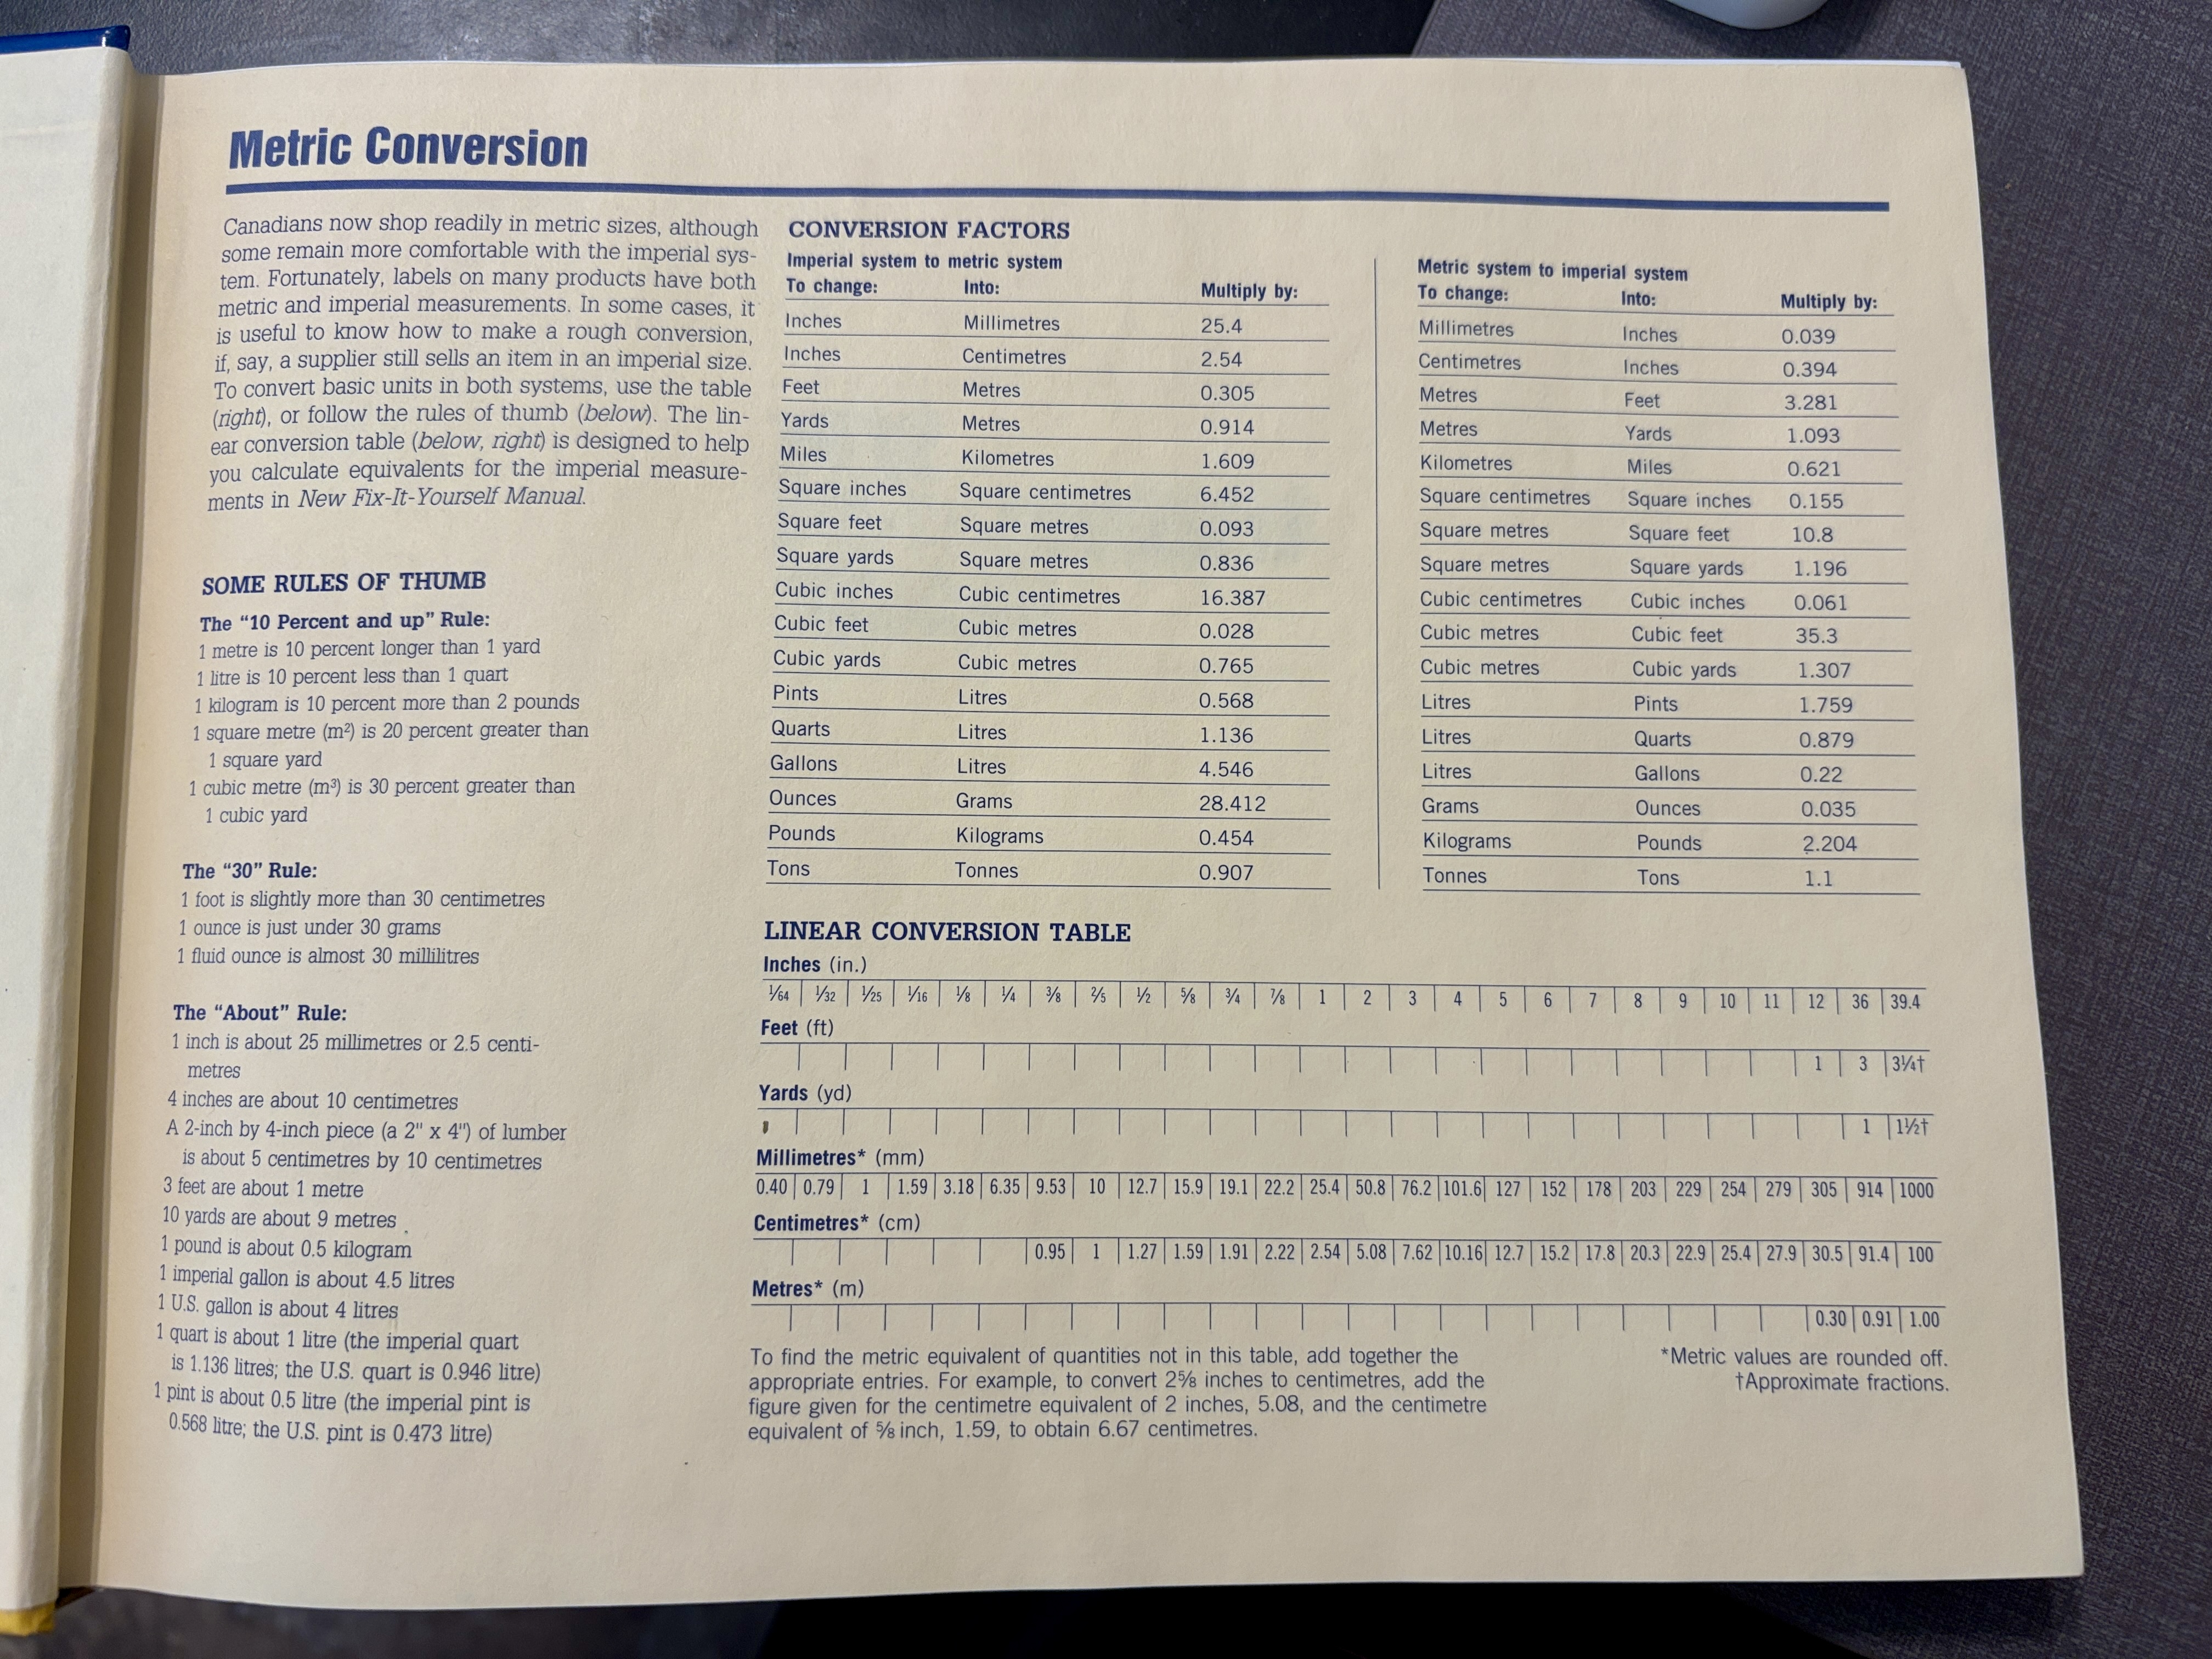 Metric Conversion
Canadians now shop readily in metric sizes, although
some remain more comfortable with the imperial sys-
tem. Fortunately, labels on many products have both
metric and imperial measurements. In some cases, it
is useful to know how to make a rough conversion,
if, say, a supplier still sells an item in an imperial size.
To convert basic units in both systems, use the table
(right), or follow the rules of thumb (below). The lin-
ear conversion table (below, right) is designed to help
you calculate equivalents for the imperial measure-
ments in New Fix-It-Yourself Manual.
SOME RULES OF THUMB
The “10 Percent and up” Rule:
1 metre is 10 percent longer than 1 yard
1 litre is 10 percent less than 1 quart
1 kilogram is 10 percent more than 2 pounds
1 square metre (m²) is 20 percent greater than
1 square yard
1 cubic metre (m³) is 30 percent greater than
1 cubic yard
The “30” Rule:
1 foot is slightly more than 30 centimetres
1 ounce is just under 30 grams
1 fluid ounce is almost 30 millilitres
The “About” Rule:
1 inch is about 25 millimetres or 2.5 centi-
metres
4 inches are about 10 centimetres
A 2-inch by 4-inch piece (a 2" x 4") of lumber
is about 5 centimetres by 10 centimetres
3 feet are about 1 metre
10 yards are about 9 metres
1 pound is about 0.5 kilogram
1 imperial gallon is about 4.5 litres
1 U.S. gallon is about 4 litres
1 quart is about 1 litre (the imperial quart
is 1.136 litres; the U.S. quart is 0.946 litre)
1 pint is about 0.5 litre (the imperial pint is
0.568 litre; the U.S. pint is 0.473 litre)
CONVERSION FACTORS
Imperial system to metric system
To change: Into: Multiply by:
Inches Millimetres 25.4
Inches Centimetres 2.54
Feet Metres 0.305
Yards Metres 0.914
Miles Kilometres 1.609
Square inches Square centimetres 6.452
Square feet Square metres 0.093
Square yards Square metres 0.836
Cubic inches Cubic centimetres 16.387
Cubic feet Cubic metres 0.028
Cubic yards Cubic metres 0.765
Pints Litres 0.568
Quarts Litres 1.136
Gallons Litres 4.546
Ounces Grams 28.412
Pounds Kilograms 0.454
Tons Tonnes 0.907
Metric system to imperial system
To change: Into: Multiply by:
Millimetres Inches 0.039
Centimetres Inches 0.394
Metres Feet 3.281
Metres Yards 1.093
Kilometres Miles 0.621
Square centimetres Square inches 0.155
Square metres Square feet 10.8
Square metres Square yards 1.196
Cubic centimetres Cubic inches 0.061
Cubic metres Cubic feet 35.3
Cubic metres Cubic yards 1.307
Litres Pints 1.759
Litres Quarts 0.879
Litres Gallons 0.22
Grams Ounces 0.035
Kilograms Pounds 2.204
Tonnes Tons 1.1
LINEAR CONVERSION TABLE
Inches (in.)
1/64 1/32 1/25 1/16 1/8 1/4 3/8 2/5 1/2 5/8 3/4 7/8 1 2 3 4 5 6 7 8 9 10 11 12 36 39.4
Feet (ft)
1 3 3¼†
Yards (yd)
1 1½†
Millimetres* (mm)
0.40 0.79 1 1.59 3.18 6.35 9.53 10 12.7 15.9 19.1 22.2 25.4 50.8 76.2 101.6 127 152 178 203 229 254 279 305 914 1000
Centimetres* (cm)
0.95 1 1.27 1.59 1.91 2.22 2.54 5.08 7.62 10.16 12.7 15.2 17.8 20.3 22.9 25.4 27.9 30.5 91.4 100
Metres* (m)
0.30 0.91 1.00
To find the metric equivalent of quantities not in this table, add together the
appropriate entries. For example, to convert 2⅝ inches to centimetres, add the
figure given for the centimetre equivalent of 2 inches, 5.08, and the centimetre
equivalent of ⅝ inch, 1.59, to obtain 6.67 centimetres.
*Metric values are rounded off.
†Approximate fractions.